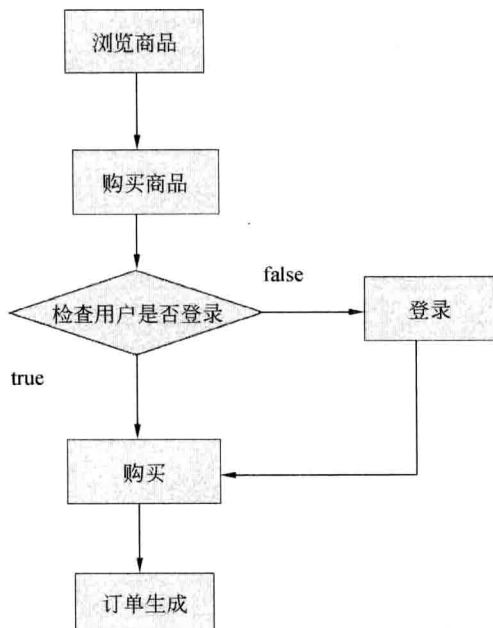 浏览商品
购买商品
检查用户是否登录
false
登录
true
购买
订单生成